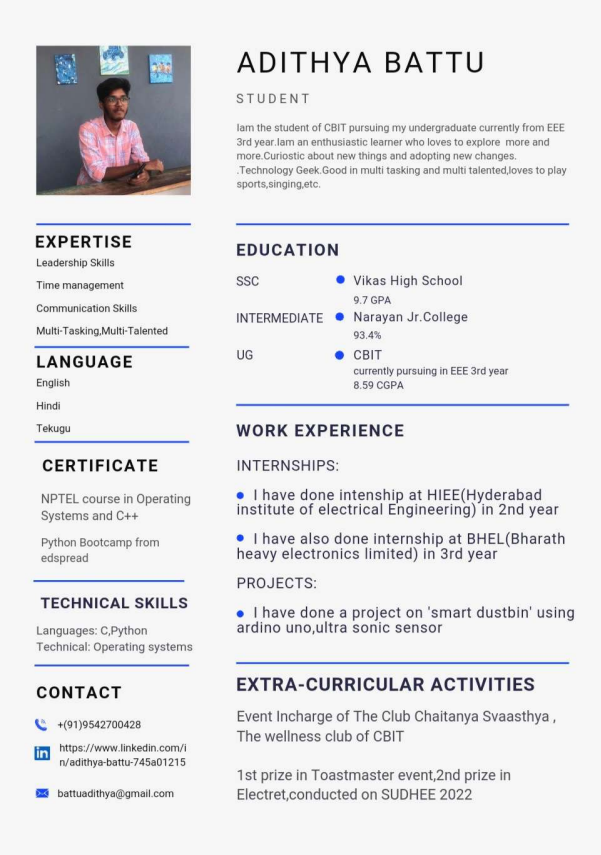 ADITHYA BATTU
STUDENT
Iam the student of CBIT pursuing my undergraduate currently from EEE
3rd year.Iam an enthusiastic learner who loves to explore  more and
more.Curiostic about new things and adopting new changes.
.Technology Geek.Good in multi tasking and multi talented,loves to play
sports,singing,etc.
EXPERTISE
Leadership Skills
Time management
Communication Skills
Multi-Tasking,Multi-Talented
LANGUAGE
English
Hindi
Tekugu
CERTIFICATE
NPTEL course in Operating
Systems and C++
Python Bootcamp from
edspread
TECHNICAL SKILLS
Languages: C,Python
Technical: Operating systems
CONTACT
+(91)9542700428
https://www.linkedin.com/i
n/adithya-battu-745a01215
battuadithya@gmail.com
EDUCATION
SSC
Vikas High School
9.7 GPA
INTERMEDIATE
Narayan Jr.College
93.4%
UG
CBIT
currently pursuing in EEE 3rd year
8.59 CGPA
WORK EXPERIENCE
INTERNSHIPS:
I have done intenship at HIEE(Hyderabad
institute of electrical Engineering) in 2nd year
I have also done internship at BHEL(Bharath
heavy electronics limited) in 3rd year
PROJECTS:
I have done a project on 'smart dustbin' using
ardino uno,ultra sonic sensor
EXTRA-CURRICULAR ACTIVITIES
Event Incharge of The Club Chaitanya Svaasthya ,
The wellness club of CBIT
1st prize in Toastmaster event,2nd prize in
Electret,conducted on SUDHEE 2022